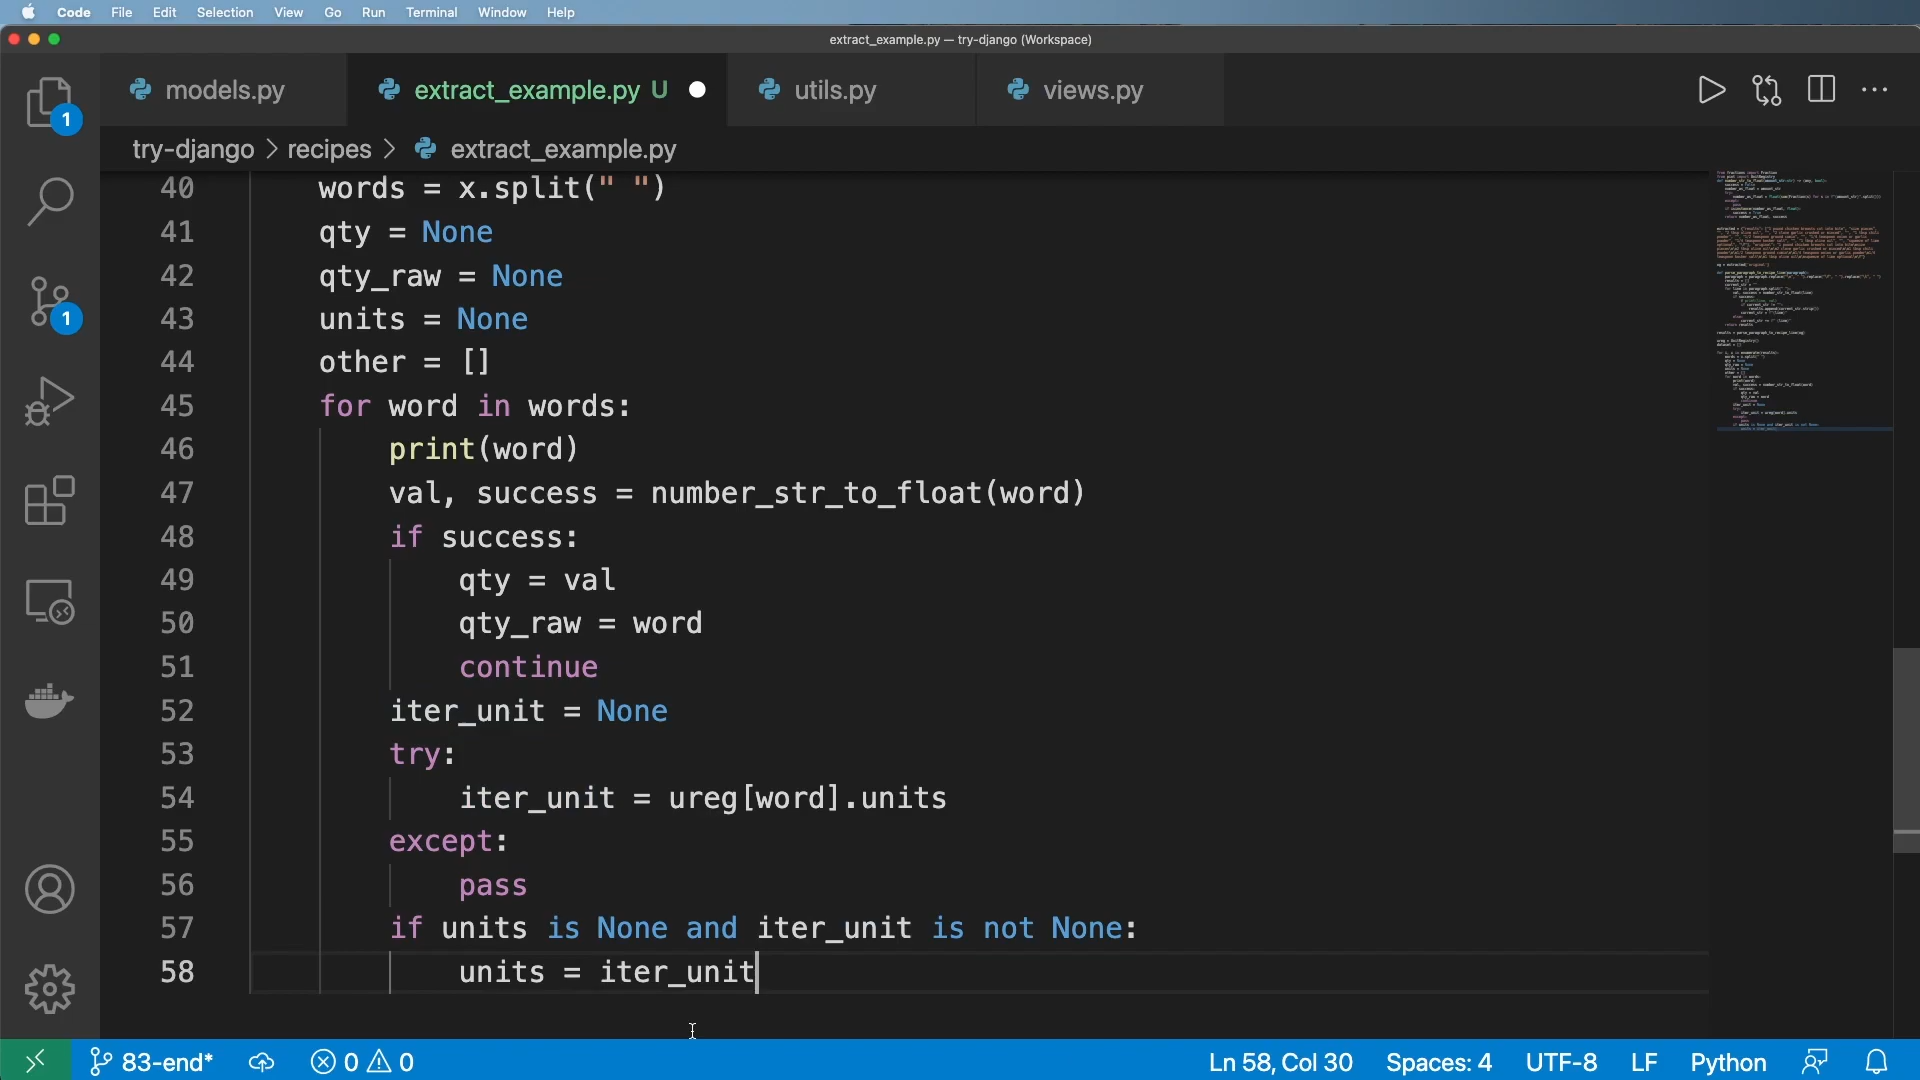 Code File Edit Selection View Go Run Terminal Window Help
extract_example.py — try-django (Workspace)
models.py extract_example.py U utils.py views.py
try-django > recipes > extract_example.py
40 words = x.split(" ")
41 qty = None
42 qty_raw = None
43 units = None
44 other = []
45 for word in words:
46 print(word)
47 val, success = number_str_to_float(word)
48 if success:
49 qty = val
50 qty_raw = word
51 continue
52 iter_unit = None
53 try:
54 iter_unit = ureg[word].units
55 except:
56 pass
57 if units is None and iter_unit is not None:
58 units = iter_unit
1
1
83-end* 0 0 Ln 58, Col 30 Spaces: 4 UTF-8 LF Python